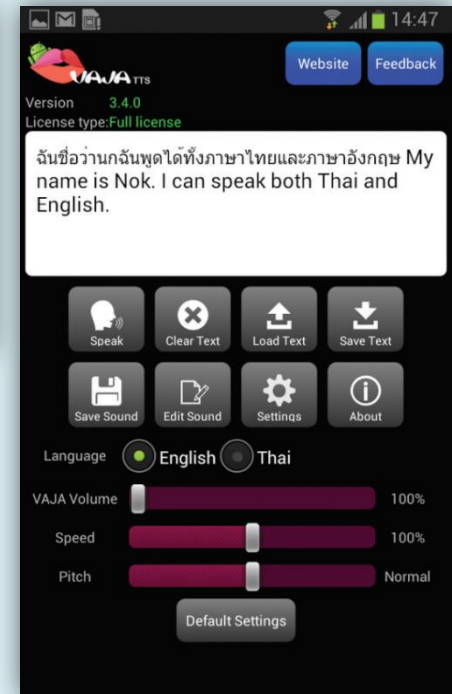 14:47
VAJA TTS
Website
Feedback
Version 3.4.0
License type:Full license
ฉันชื่อว่านกฉันพูดได้ทั้งภาษาไทยและภาษาอังกฤษ My
name is Nok. I can speak both Thai and
English.
Speak
Clear Text
Load Text
Save Text
Save Sound
Edit Sound
Settings
About
Language English Thai
VAJA Volume 100%
Speed 100%
Pitch Normal
Default Settings